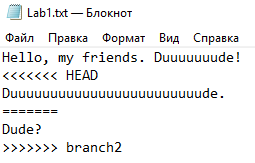 Lab1.txt — Блокнот
Файл Правка Формат Вид Справка
Hello, my friends. Duuuuuuude!
<<<<<<< HEAD
Duuuuuuuuuuuuuuuuuuuuuuuuude.
=======
Dude?
>>>>>>> branch2